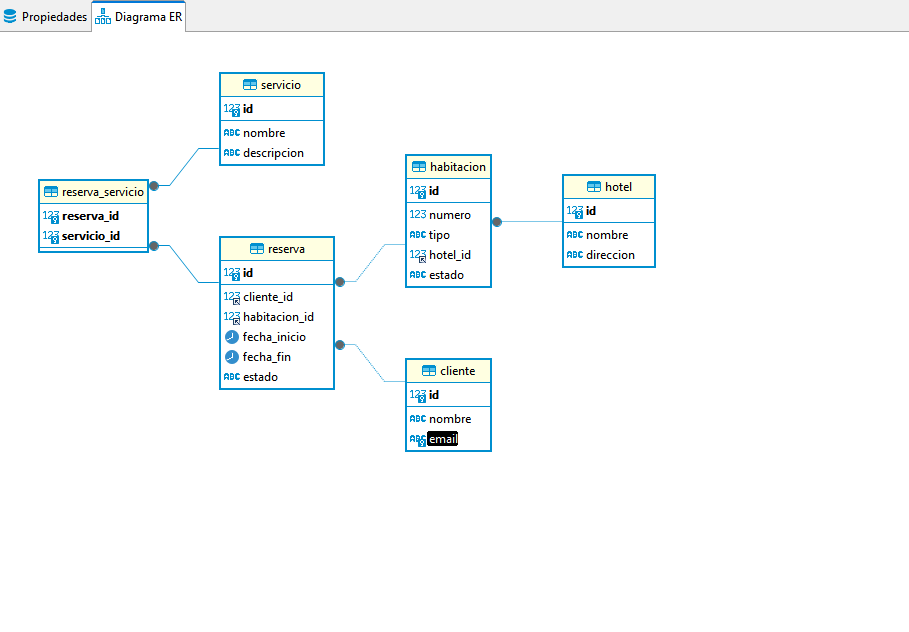 Propiedades
Diagrama ER
servicio
123 id
ABC nombre
ABC descripcion
reserva_servicio
123 reserva_id
123 servicio_id
reserva
123 id
123 cliente_id
123 habitacion_id
fecha_inicio
fecha_fin
ABC estado
habitacion
123 id
123 numero
ABC tipo
123 hotel_id
ABC estado
hotel
123 id
ABC nombre
ABC direccion
cliente
123 id
ABC nombre
ABC email